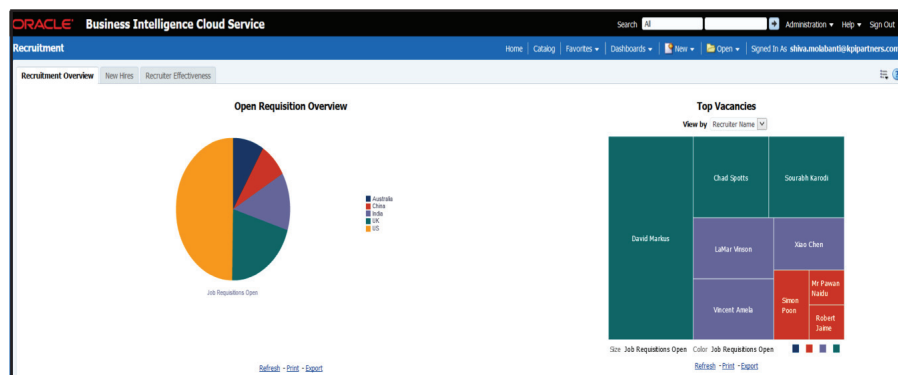 ORACLE Business Intelligence Cloud Service Search All Administration Help Sign Out
Recruitment Home Catalog Favorites Dashboards New Open Signed In As shiva.molabanti@kpipartners.com
Recruitment Overview New Hires Recruiter Effectiveness
Open Requisition Overview
Australia
China
India
UK
US
Job Requisitions Open
Refresh - Print - Export
Top Vacancies
View by Recruiter Name
David Markus
Chad Spotts
Sourabh Karodi
LaMar Vinson
Xiao Chen
Vincent Amela
Simon
Poon
Mr Pawan
Naidu
Robert
Jaime
Size Job Requisitions Open Color Job Requisitions Open
Refresh - Print - Export